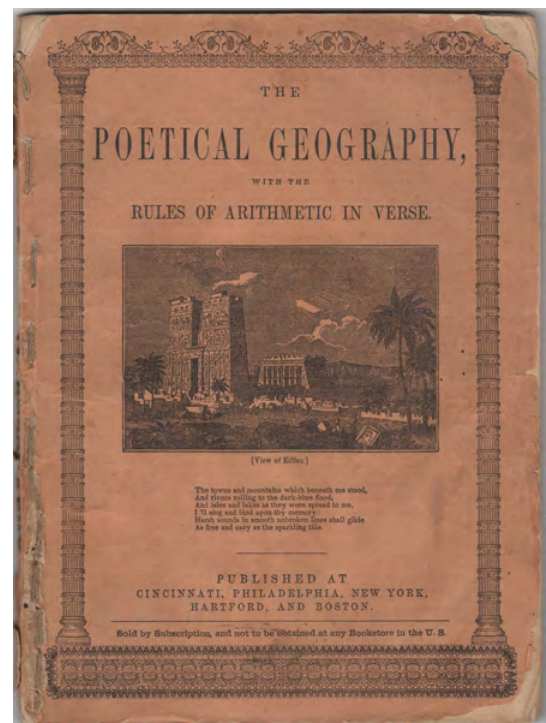 THE
POETICAL GEOGRAPHY,
WITH THE
RULES OF ARITHMETIC IN VERSE.
(View of Edfou.)
The towns and mountains which beneath me stood,
And rivers rolling to the dark-blue flood,
And isles and lakes as they were spread to me,
I'll sing and bind upon thy memory:
Harsh sounds in smooth unbroken lines shall glide
As free and easy as the sparkling tide.
PUBLISHED AT
CINCINNATI, PHILADELPHIA, NEW YORK,
HARTFORD, AND BOSTON.
Sold by Subscription, and not to be obtained at any Bookstore in the U. S.